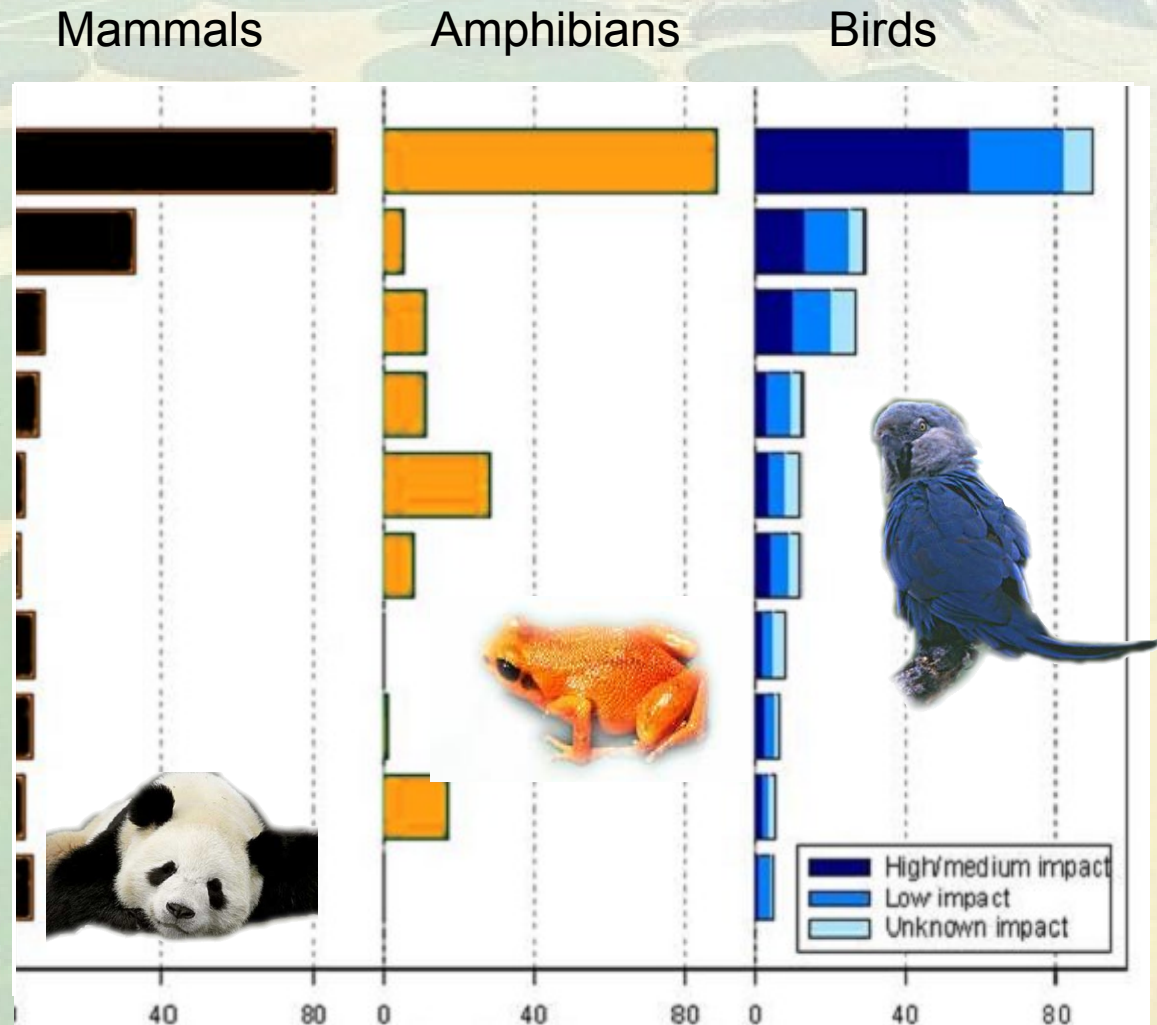 Mammals Amphibians Birds
High/medium impact
Low impact
Unknown impact
40 80 0 40 80 0 40 80